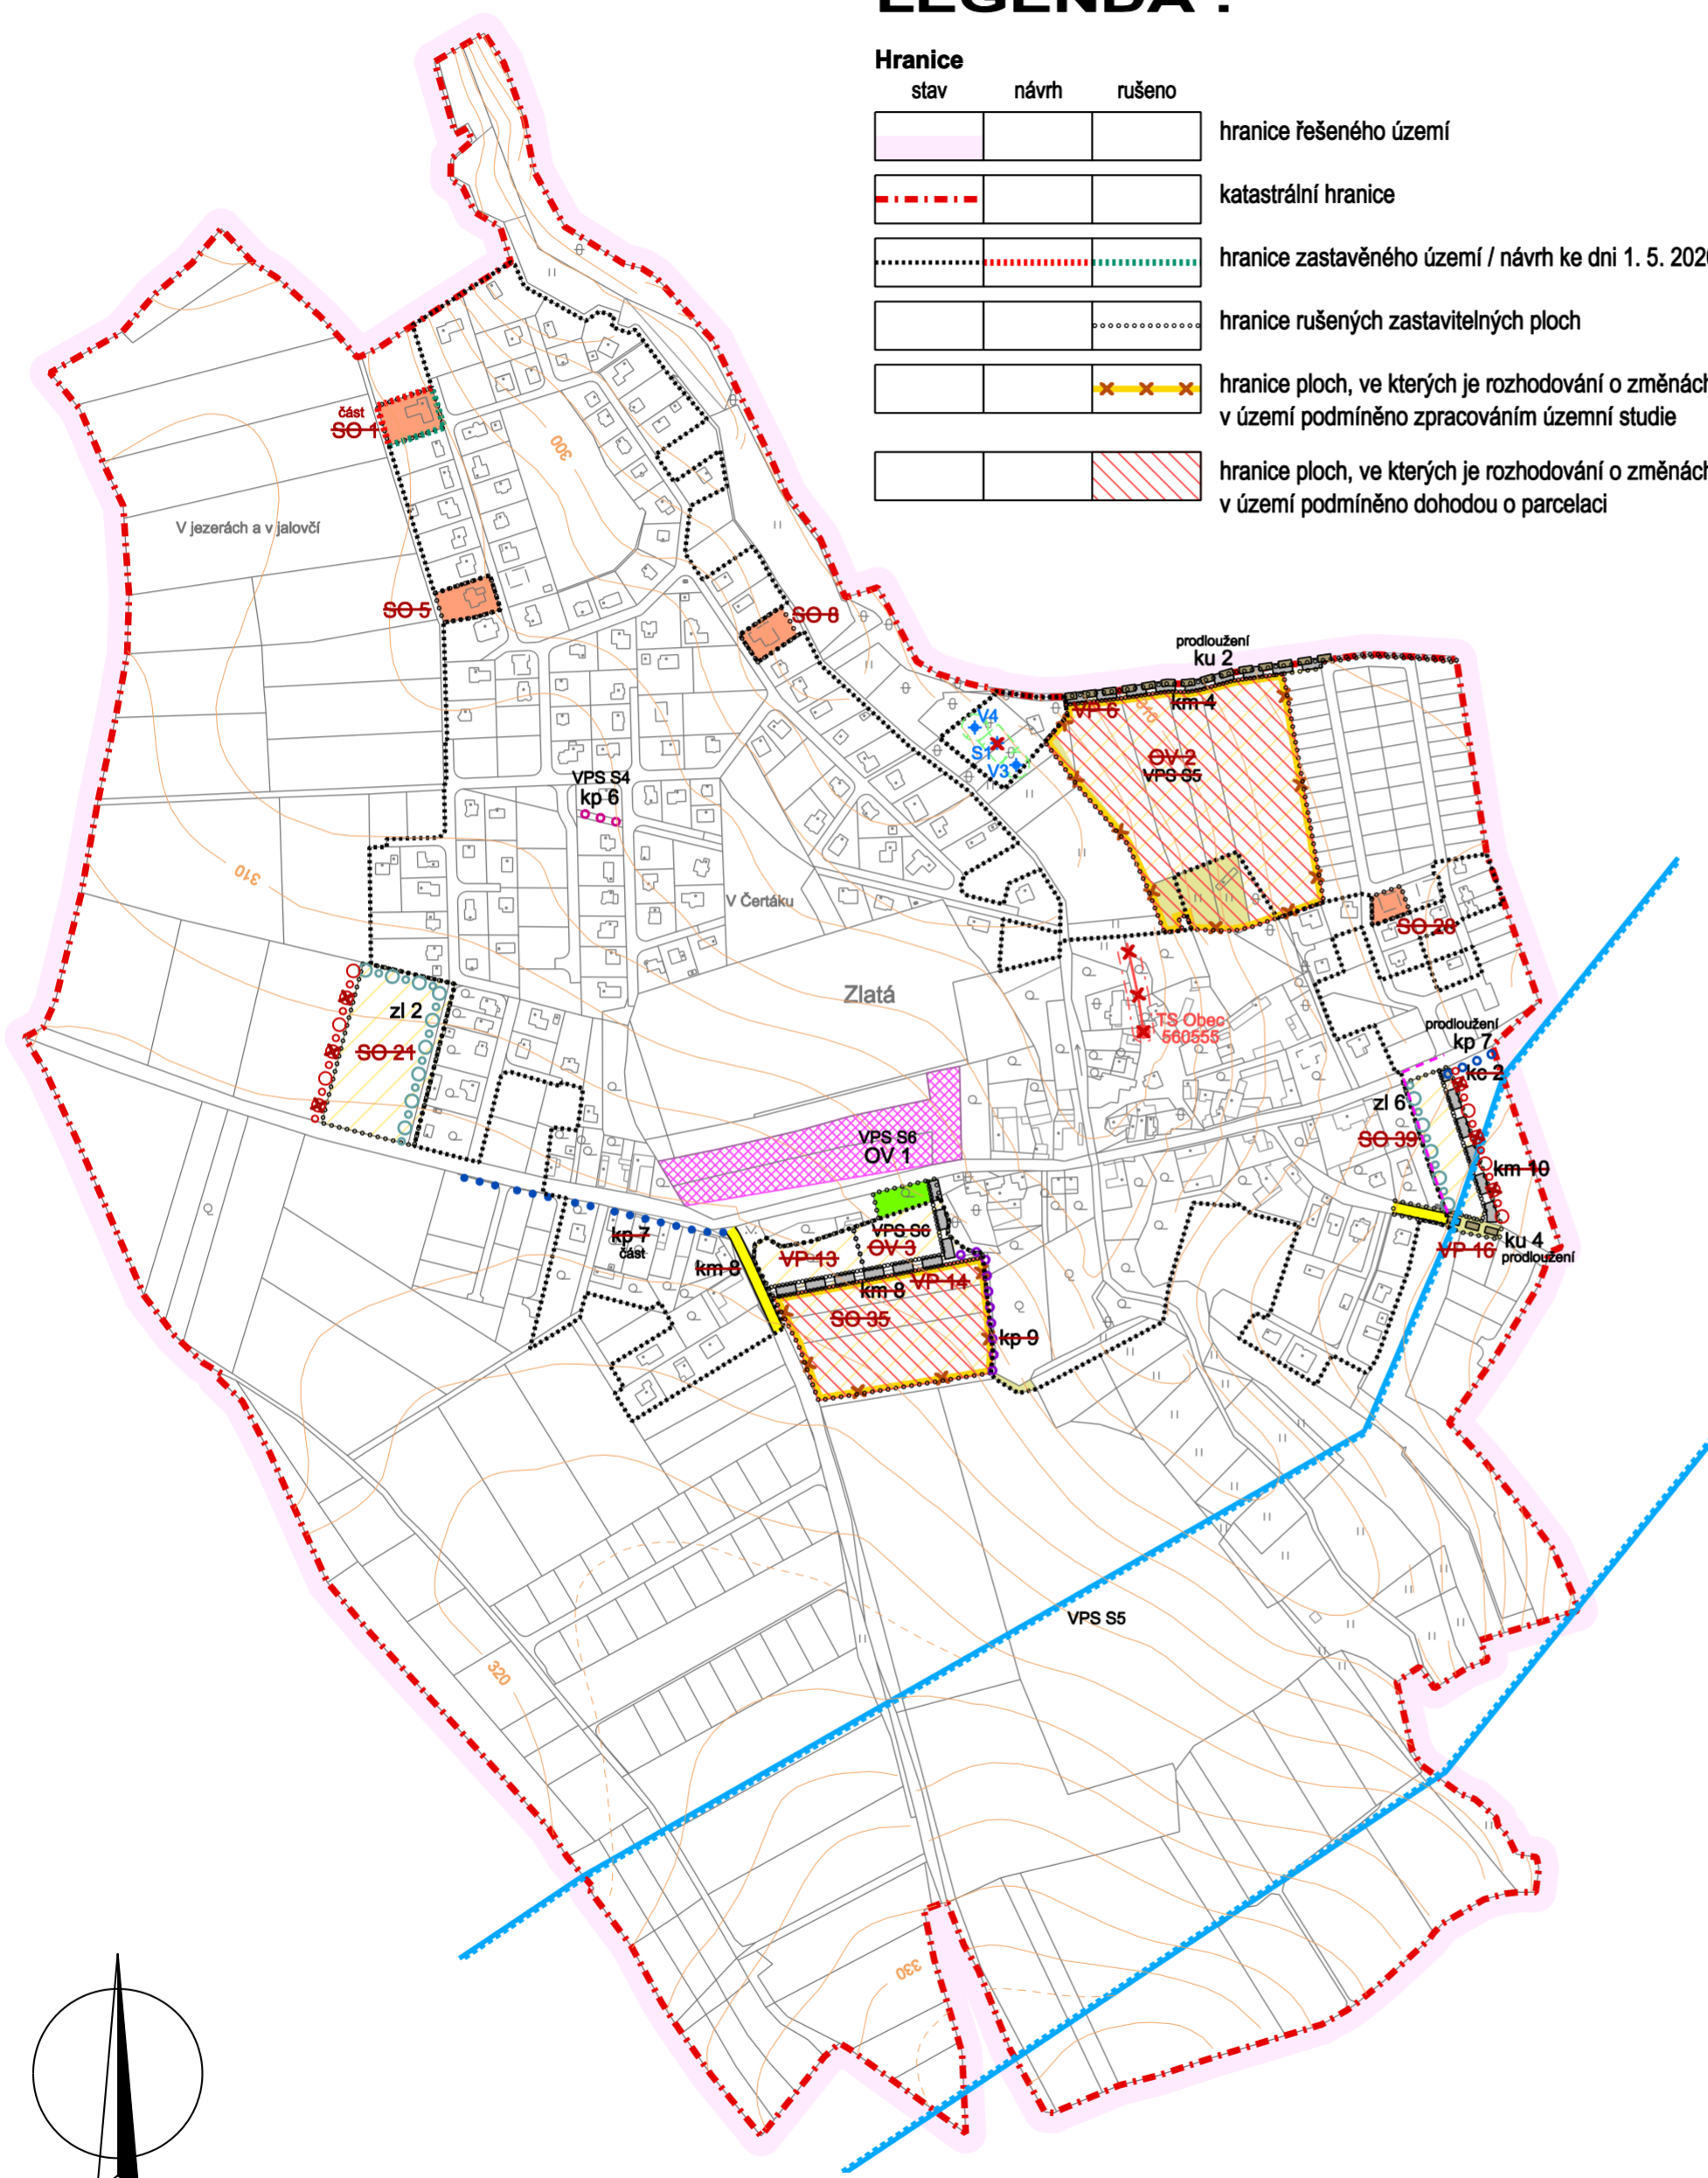 LEGENDA :
Hranice
stav návrh rušeno
hranice řešeného území
katastrální hranice
hranice zastavěného území / návrh ke dni 1. 5. 2020
hranice rušených zastavitelných ploch
hranice ploch, ve kterých je rozhodování o změnách
v území podmíněno zpracováním územní studie
hranice ploch, ve kterých je rozhodování o změnách
v území podmíněno dohodou o parcelaci
část
SO 1
300
V jezerách a v jalovčí
SO 5
SO 8
prodloužení
ku 2
km 4
VP 6
310
V4
S1
V3
OV 2
VPS S5
VPS S4
kp 6
310
V Čertáku
SO 28
Zlatá
zl 2
SO 21
TS Obec
560555
prodloužení
kp 7
kc 2
zl 6
SO 39
VPS S6
OV 1
km 10
kp 7
část
VPS S6
OV 3
VP 13
km 8
km 8
VP 14
SO 35
kp 9
VP 16
ku 4
prodloužení
VPS S5
320
330